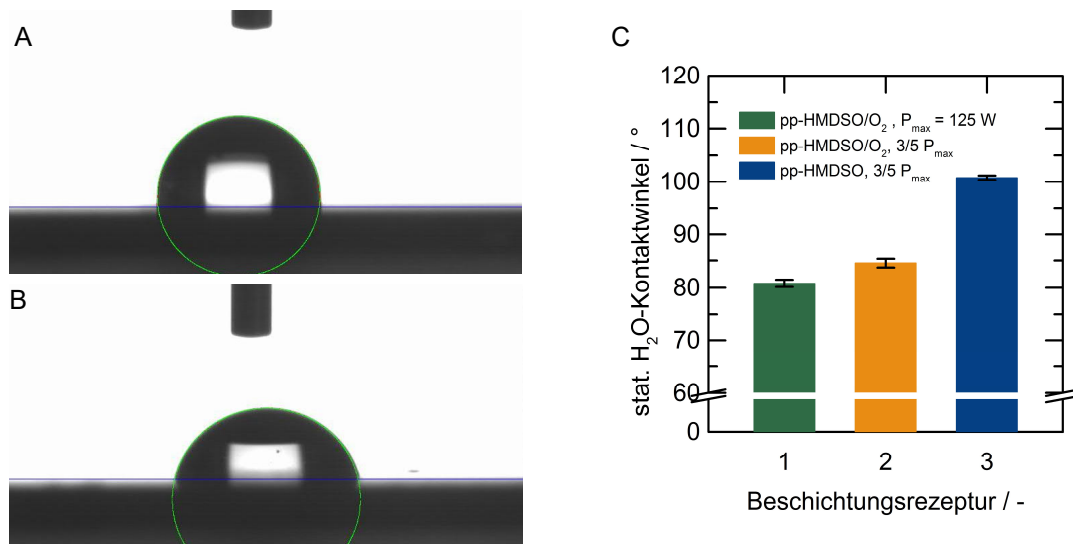 A
B
C
stat. H₂O-Kontaktwinkel / °
120
110
100
90
80
70
60
0
pp-HMDSO/O₂ , Pₘₐₓ = 125 W
pp-HMDSO/O₂, 3/5 Pₘₐₓ
pp-HMDSO, 3/5 Pₘₐₓ
1 2 3
Beschichtungsrezeptur / -